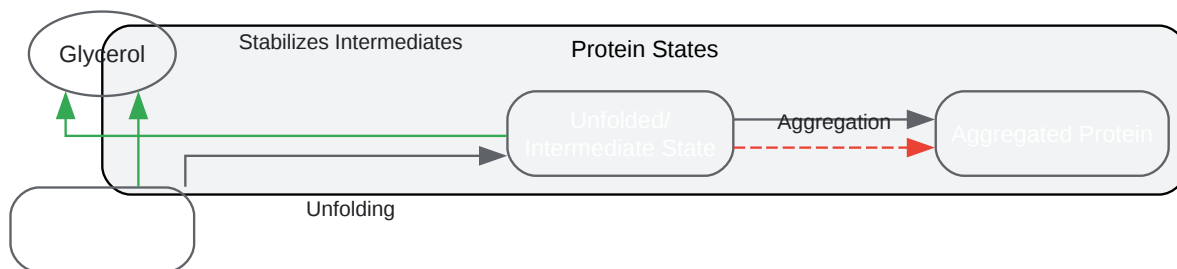 Glycerol
Stabilizes Intermediates
Protein States
Unfolded/
Intermediate State
Aggregation
Aggregated Protein
Unfolding